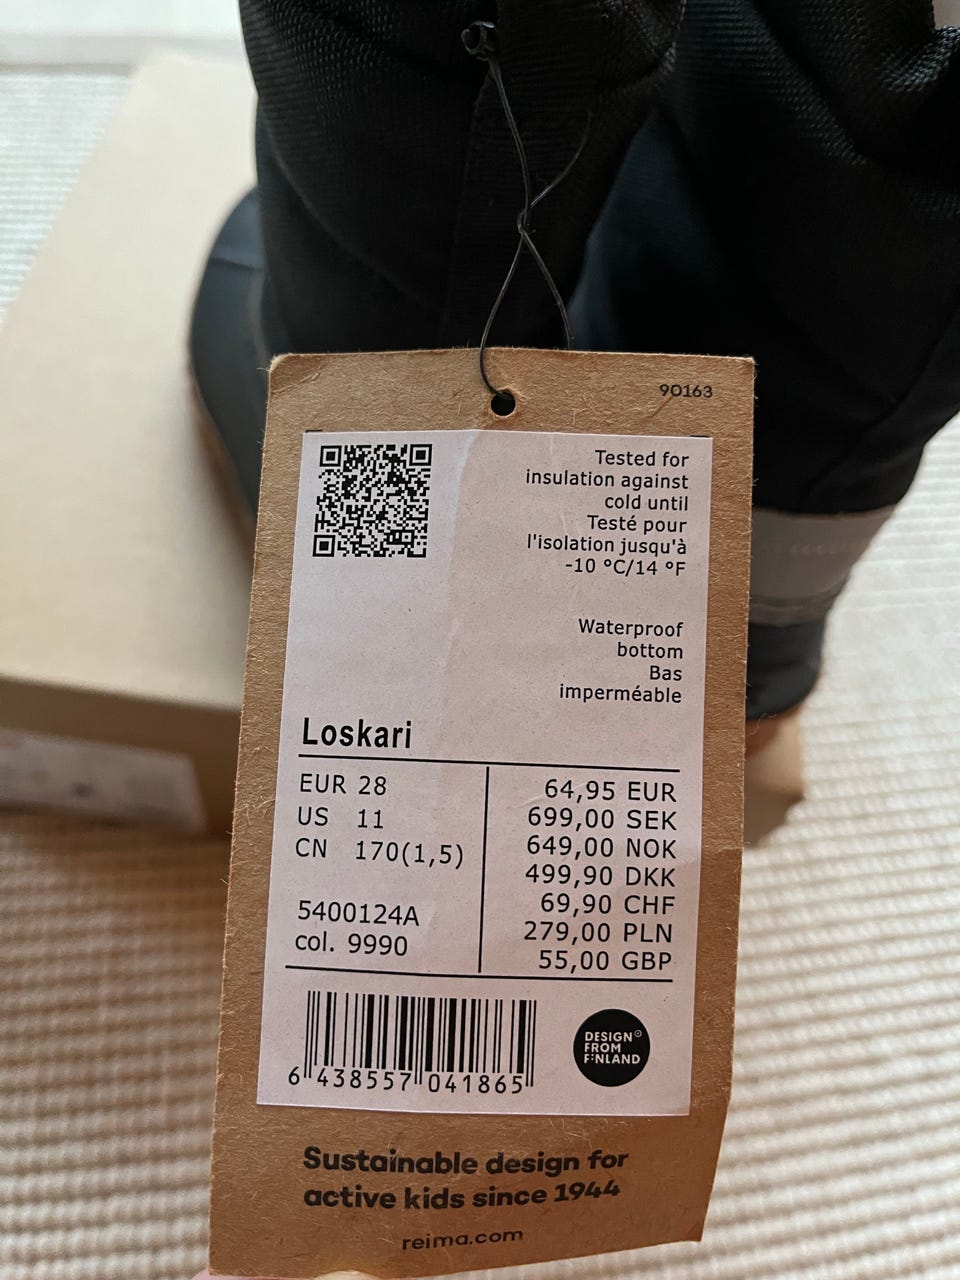 90163
Tested for
insulation against
cold until
Testé pour
l'isolation jusqu'à
-10 °C/14 °F
Waterproof
bottom
Bas
imperméable
Loskari
EUR 28
US 11
CN 170(1,5)
5400124A
col. 9990
64,95 EUR
699,00 SEK
649,00 NOK
499,90 DKK
69,90 CHF
279,00 PLN
55,00 GBP
6 438557 041865
DESIGN
FROM
FINLAND
Sustainable design for
active kids since 1944
reima.com